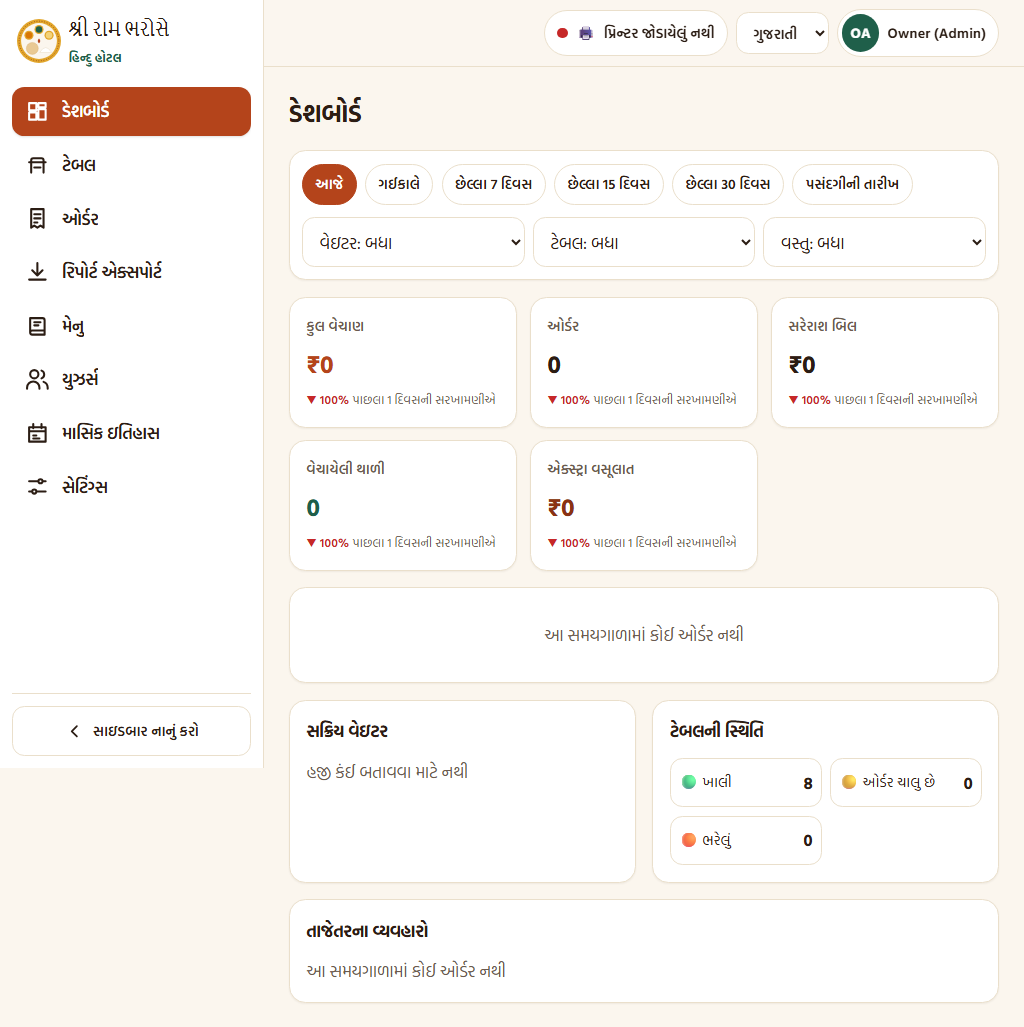 શ્રી રામ ભરોસે
હિન્દુ હોટલ
પ્રિન્ટર જોડાયેલું નથી
ગુજરાતી
OA
Owner (Admin)
ડેશબોર્ડ
ટેબલ
ઓર્ડર
રિપોર્ટ એક્સપોર્ટ
મેનુ
યુઝર્સ
માસિક ઇતિહાસ
સેટિંગ્સ
સાઇડબાર નાનું કરો
ડેશબોર્ડ
આજે
ગઈકાલે
છેલ્લા 7 દિવસ
છેલ્લા 15 દિવસ
છેલ્લા 30 દિવસ
પસંદગીની તારીખ
વેઇટર: બધા
ટેબલ: બધા
વસ્તુ: બધા
કુલ વેચાણ
₹0
▼ 100% પાછલા 1 દિવસની સરખામણીએ
ઓર્ડર
0
▼ 100% પાછલા 1 દિવસની સરખામણીએ
સરેરાશ બિલ
₹0
▼ 100% પાછલા 1 દિવસની સરખામણીએ
વેચાયેલી થાળી
0
▼ 100% પાછલા 1 દિવસની સરખામણીએ
એક્સ્ટ્રા વસૂલાત
₹0
▼ 100% પાછલા 1 દિવસની સરખામણીએ
આ સમયગાળામાં કોઈ ઓર્ડર નથી
સક્રિય વેઇટર
હજી કંઈ બતાવવા માટે નથી
ટેબલની સ્થિતિ
ખાલી 8
ઓર્ડર ચાલુ છે 0
ભરેલું 0
તાજેતરના વ્યવહારો
આ સમયગાળામાં કોઈ ઓર્ડર નથી